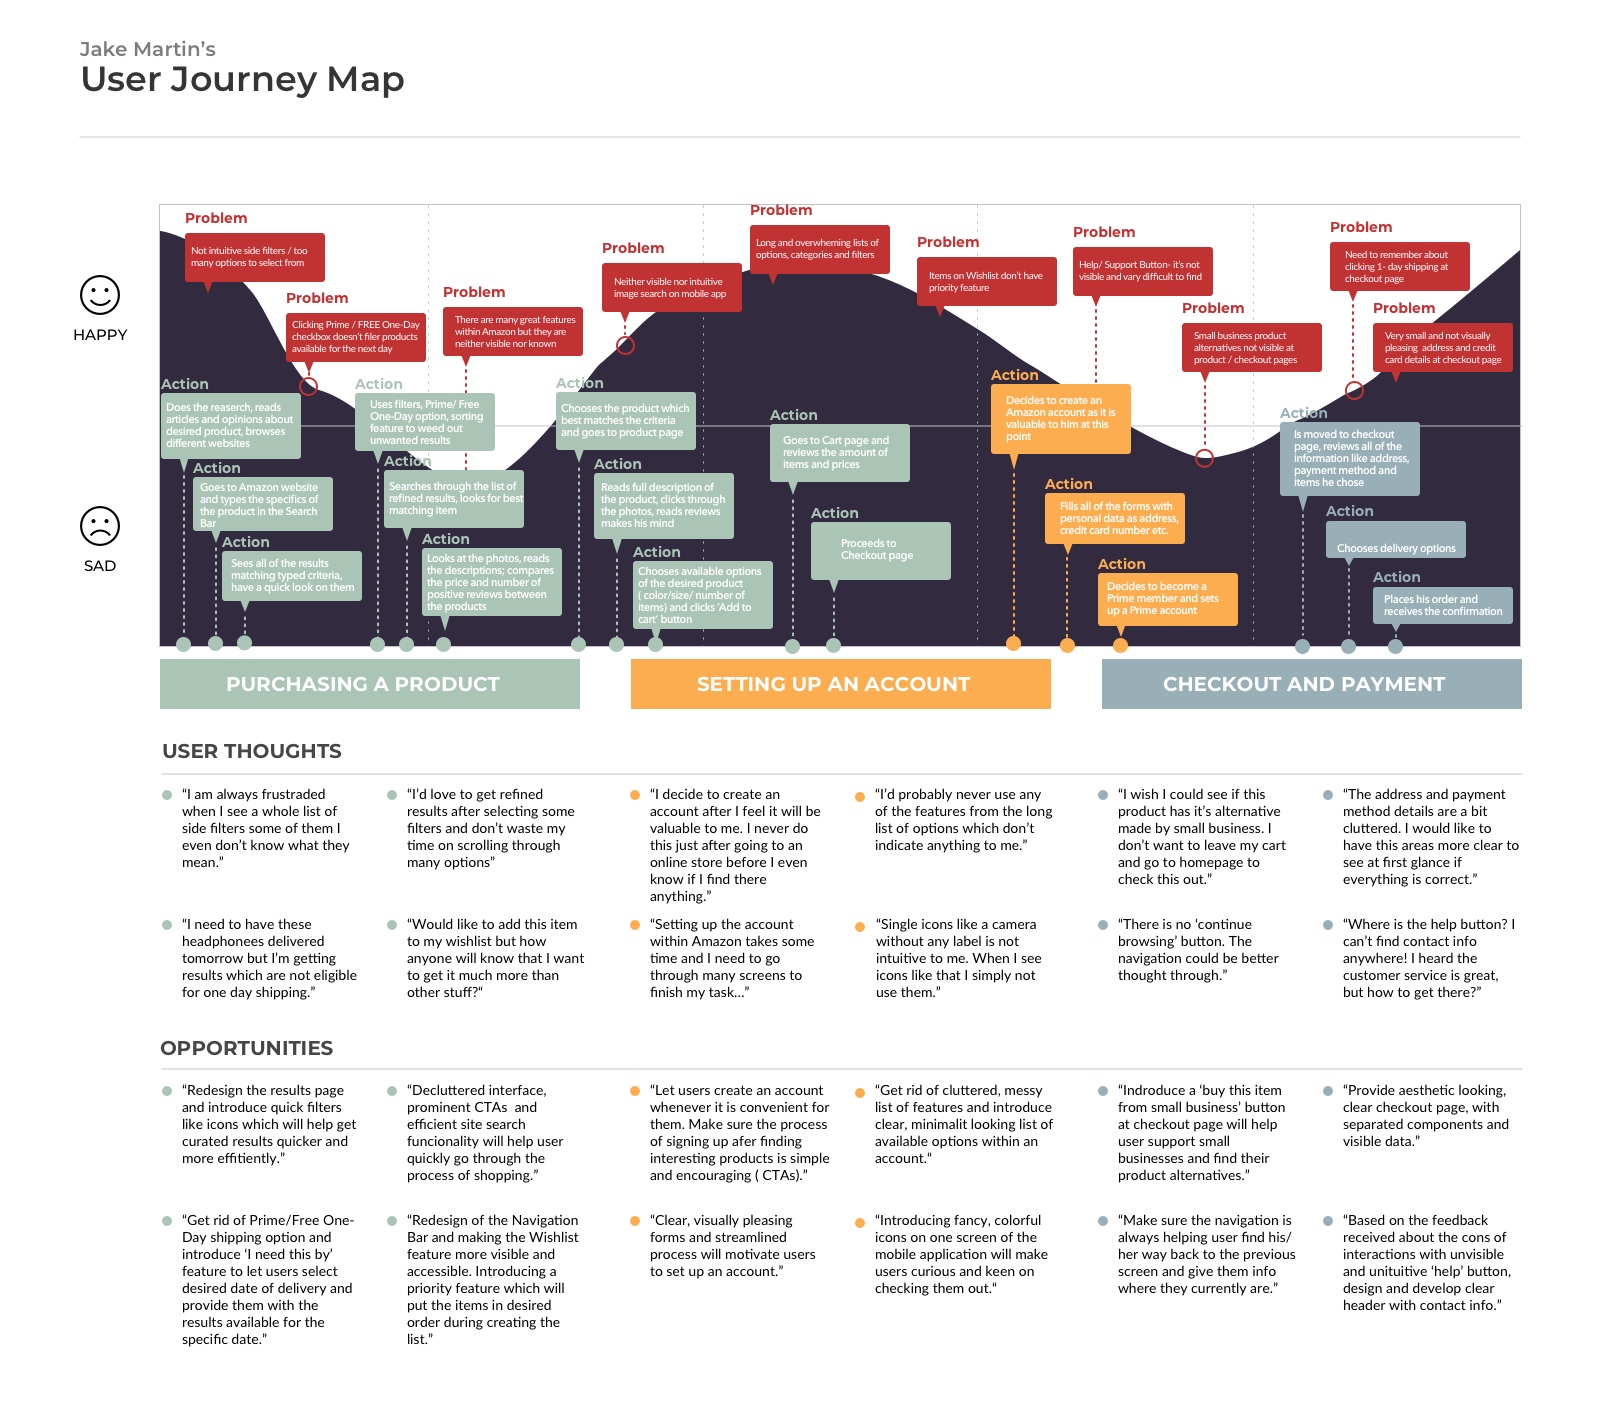 Jake Martin’s
User Journey Map
HAPPY
SAD
Problem
Not intuitive side filters / too
many options to select from
Problem
Clicking Prime / FREE One-Day
checkbox doesn’t filer products
available for the next day
Problem
There are many great features
within Amazon but they are
neither visible nor known
Problem
Neither visible nor intuitive
image search on mobile app
Problem
Long and overwheming lists of
options, categories and filters
Problem
Items on Wishlist don’t have
priority feature
Problem
Help/ Support Button- it’s not
visible and vary difficult to find
Problem
Small business product
alternatives not visible at
product / checkout pages
Problem
Need to remember about
clicking 1- day shipping at
checkout page
Problem
Very small and not visually
pleasing  address and credit
card details at checkout page
Action
Does the reaserch, reads
articles and opinions about
desired product, browses
different websites
Action
Goes to Amazon website
and types the specifics of
the product in the Search
Bar
Action
Sees all of the results
matching typed criteria,
have a quick look on them
Action
Uses filters, Prime/ Free
One-Day option, sorting
feature to weed out
unwanted results
Action
Searches through the list of
refined results, looks for best
matching item
Action
Looks at the photos, reads
the descriptions; compares
the price and number of
positive reviews between
the products
Action
Chooses the product which
best matches the criteria
and goes to product page
Action
Reads full description of
the product, clicks through
the photos, reads reviews
makes his mind
Action
Chooses available options
of the desired product
( color/size/ number of
items) and clicks ‘Add to
cart’ button
Action
Goes to Cart page and
reviews the amount of
items and prices
Action
Proceeds to
Checkout page
Action
Decides to create an
Amazon account as it is
valuable to him at this
point
Action
Fills all of the forms with
personal data as address,
credit card number etc.
Action
Decides to become a
Prime member and sets
up a Prime account
Action
Is moved to checkout
page, reviews all of the
information like address,
payment method and
items he chose
Action
Chooses delivery options
Action
Places his order and
receives the confirmation
PURCHASING A PRODUCT
SETTING UP AN ACCOUNT
CHECKOUT AND PAYMENT
USER THOUGHTS
“I am always frustraded
when I see a whole list of
side filters some of them I
even don’t know what they
mean.”
“I’d love to get refined
results after selecting some
filters and don’t waste my
time on scrolling through
many options”
“I decide to create an
account after I feel it will be
valuable to me. I never do
this just after going to an
online store before I even
know if I find there
anything.”
“I’d probably never use any
of the features from the long
list of options which don’t
indicate anything to me.”
“I wish I could see if this
product has it’s alternative
made by small business. I
don’t want to leave my cart
and go to homepage to
check this out.”
“The address and payment
method details are a bit
cluttered. I would like to
have this areas more clear to
see at first glance if
everything is correct.”
“I need to have these
headphonees delivered
tomorrow but I’m getting
results which are not eligible
for one day shipping.”
“Would like to add this item
to my wishlist but how
anyone will know that I want
to get it much more than
other stuff?“
“Setting up the account
within Amazon takes some
time and I need to go
through many screens to
finish my task...”
“Single icons like a camera
without any label is not
intuitive to me. When I see
icons like that I simply not
use them.”
“There is no ‘continue
browsing’ button. The
navigation could be better
thought through.”
“Where is the help button? I
can’t find contact info
anywhere! I heard the
customer service is great,
but how to get there?”
OPPORTUNITIES
“Redesign the results page
and introduce quick filters
like icons which will help get
curated results quicker and
more effitiently.”
“Decluttered interface,
prominent CTAs  and
efficient site search
funcionality will help user
quickly go through the
process of shopping.”
“Let users create an account
whenever it is convenient for
them. Make sure the process
of signing up afer finding
interesting products is simple
and encouraging ( CTAs).”
“Get rid of cluttered, messy
list of features and introduce
clear, minimalit looking list of
available options within an
account.“
“Indroduce a ‘buy this item
from small business’ button
at checkout page will help
user support small
businesses and find their
product alternatives.”
“Provide aesthetic looking,
clear checkout page, with
separated components and
visible data.”
“Get rid of Prime/Free One-
Day shipping option and
introduce ‘I need this by’
feature to let users select
desired date of delivery and
provide them with the
results available for the
specific date.”
“Redesign of the Navigation
Bar and making the Wishlist
feature more visible and
accessible. Introducing a
priority feature which will
put the items in desired
order during creating the
list.”
“Clear, visually pleasing
forms and streamlined
process will motivate users
to set up an account.”
“Introducing fancy, colorful
icons on one screen of the
mobile application will make
users curious and keen on
checking them out.“
“Make sure the navigation is
always helping user find his/
her way back to the previous
screen and give them info
where they currently are.”
“Based on the feedback
received about the cons of
interactions with unvisible
and unituitive ‘help’ button,
design and develop clear
header with contact info.”